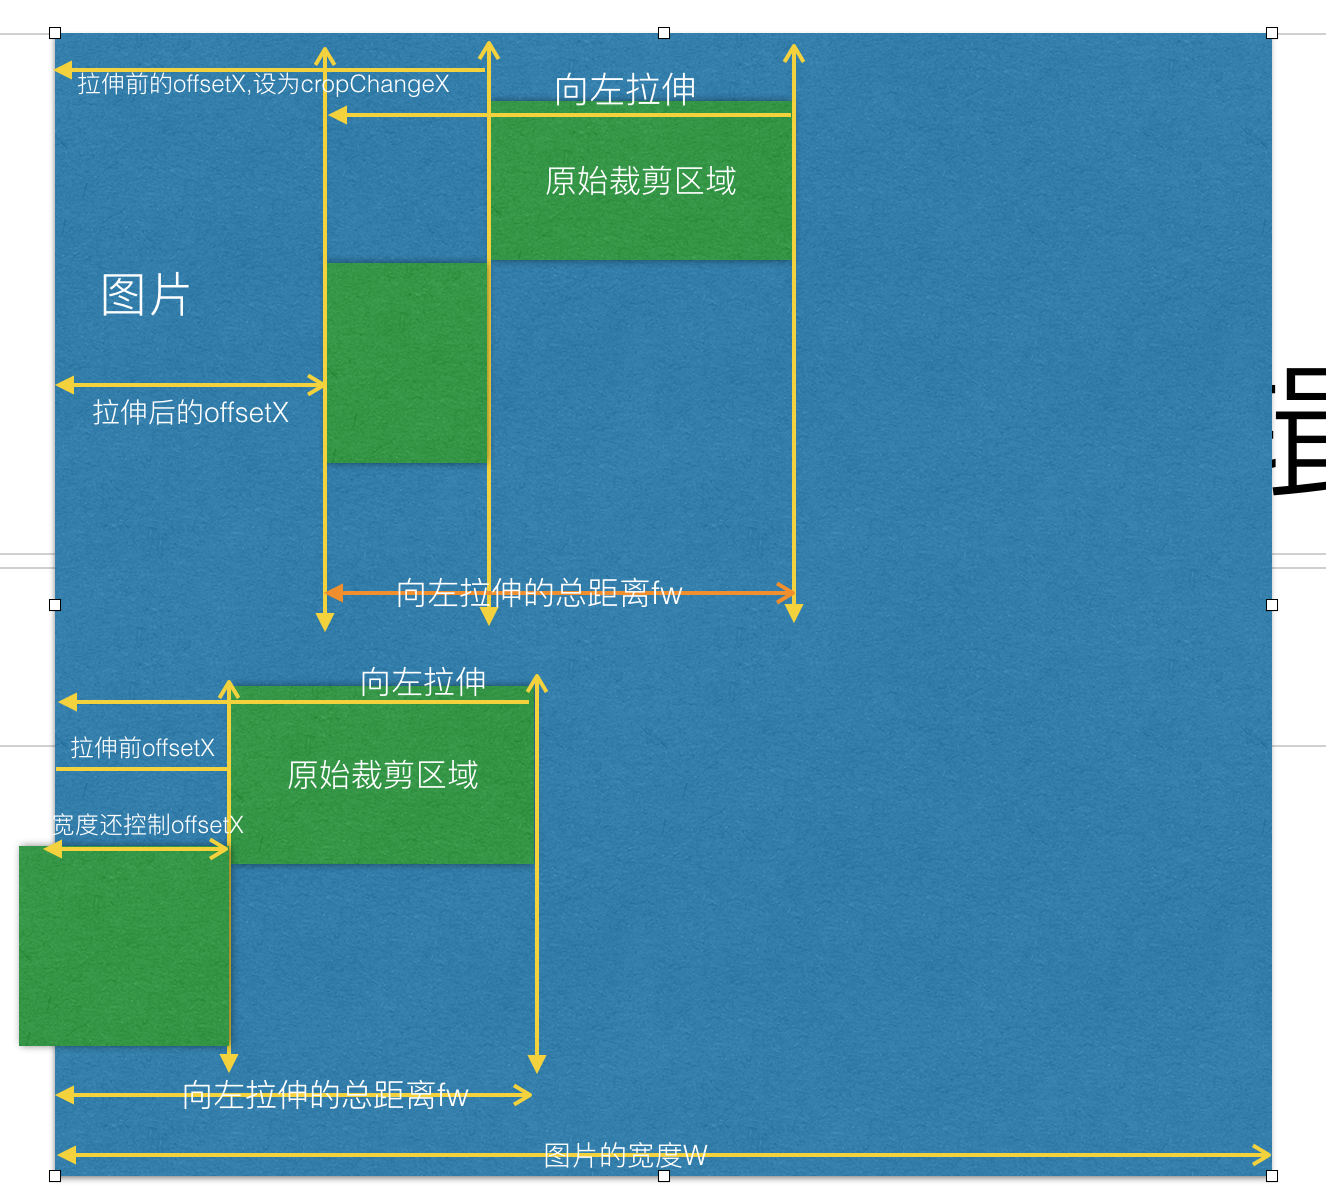 拉伸前的offsetX,设为cropChangeX
向左拉伸
原始裁剪区域
图片
拉伸后的offsetX
向左拉伸的总距离fw
向左拉伸
拉伸前offsetX
原始裁剪区域
宽度还控制offsetX
向左拉伸的总距离fw
图片的宽度W